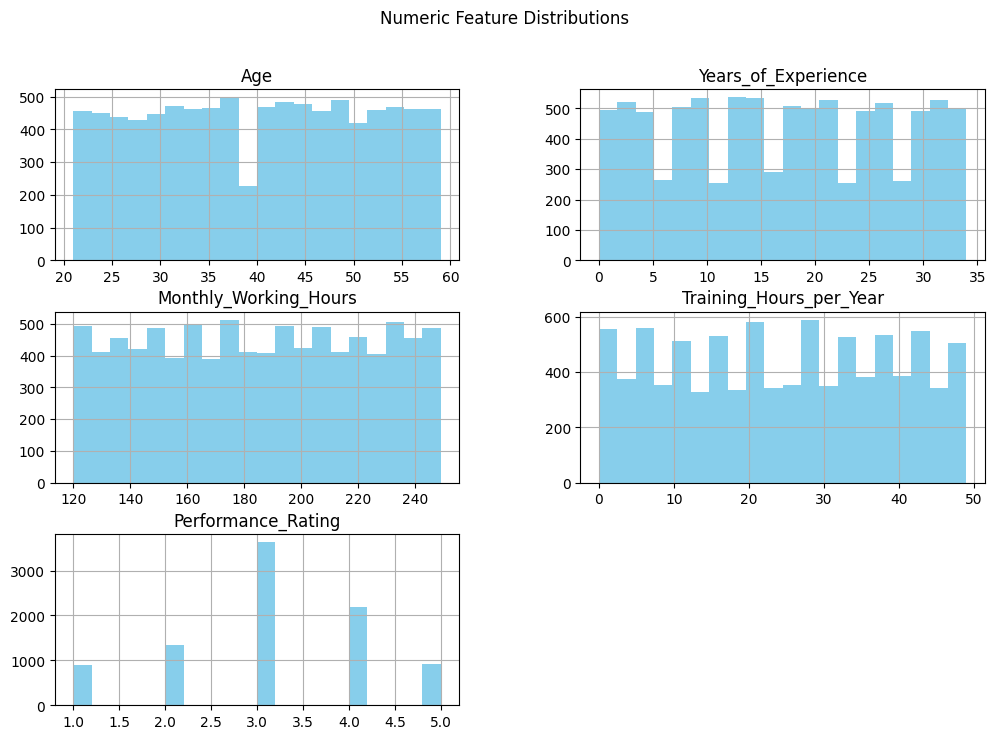 Numeric Feature Distributions
Age
500
400
300
200
100
0
20 25 30 35 40 45 50 55 60
Years_of_Experience
500
400
300
200
100
0
0 5 10 15 20 25 30 35
Monthly_Working_Hours
500
400
300
200
100
0
120 140 160 180 200 220 240
Training_Hours_per_Year
600
400
200
0
0 10 20 30 40 50
Performance_Rating
3000
2000
1000
0
1.0 1.5 2.0 2.5 3.0 3.5 4.0 4.5 5.0